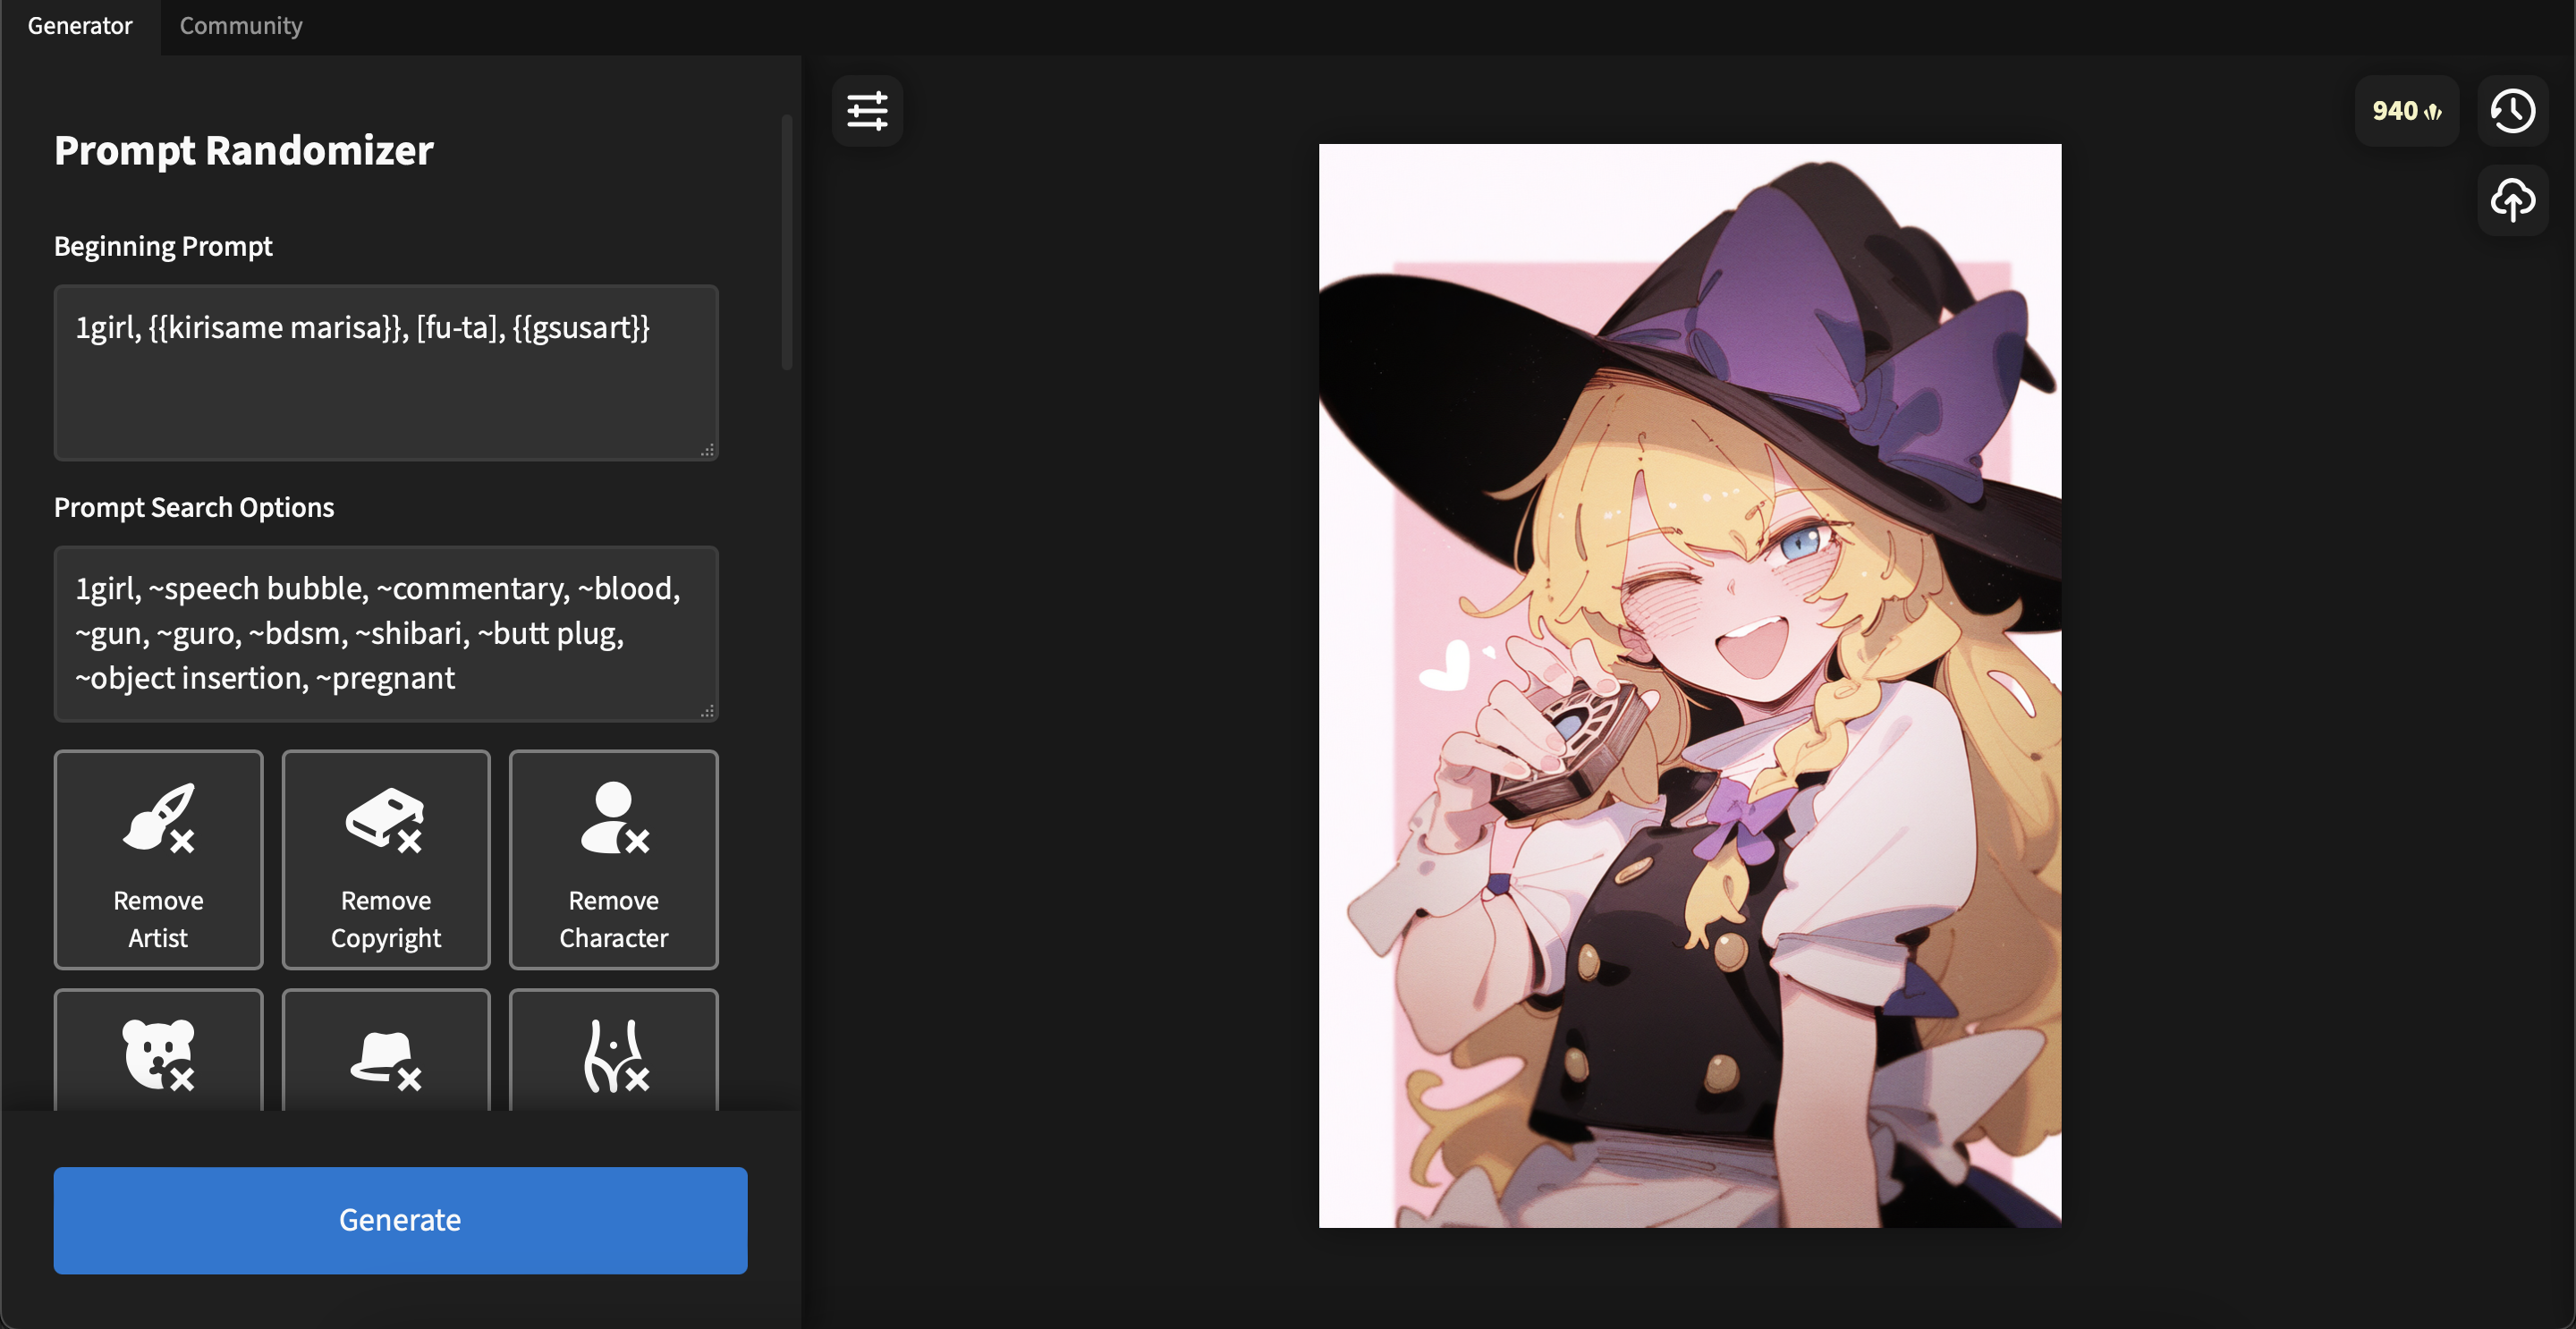 Generator
Community
Prompt Randomizer
Beginning Prompt
1girl, {{kirisame marisa}}, [fu-ta], {{gsusart}}
Prompt Search Options
1girl, ~speech bubble, ~commentary, ~blood,
~gun, ~guro, ~bdsm, ~shibari, ~butt plug,
~object insertion, ~pregnant
Remove
Artist
Remove
Copyright
Remove
Character
Generate
940